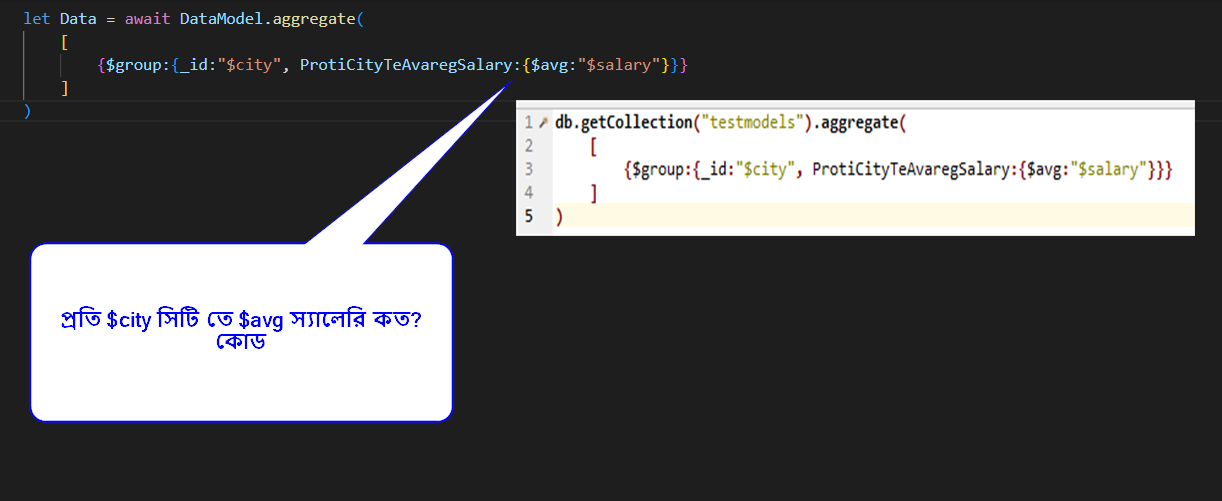 let Data = await DataModel.aggregate(
[
{$group:{_id:"$city", ProtiCityTeAvaregSalary:{$avg:"$salary"}}}
]
)
1 db.getCollection("testmodels").aggregate(
2 [
3 {$group:{_id:"$city", ProtiCityTeAvaregSalary:{$avg:"$salary"}}}
4 ]
5 )
প্রতি $city সিটি তে $avg স্যালেরি কত?
কোড